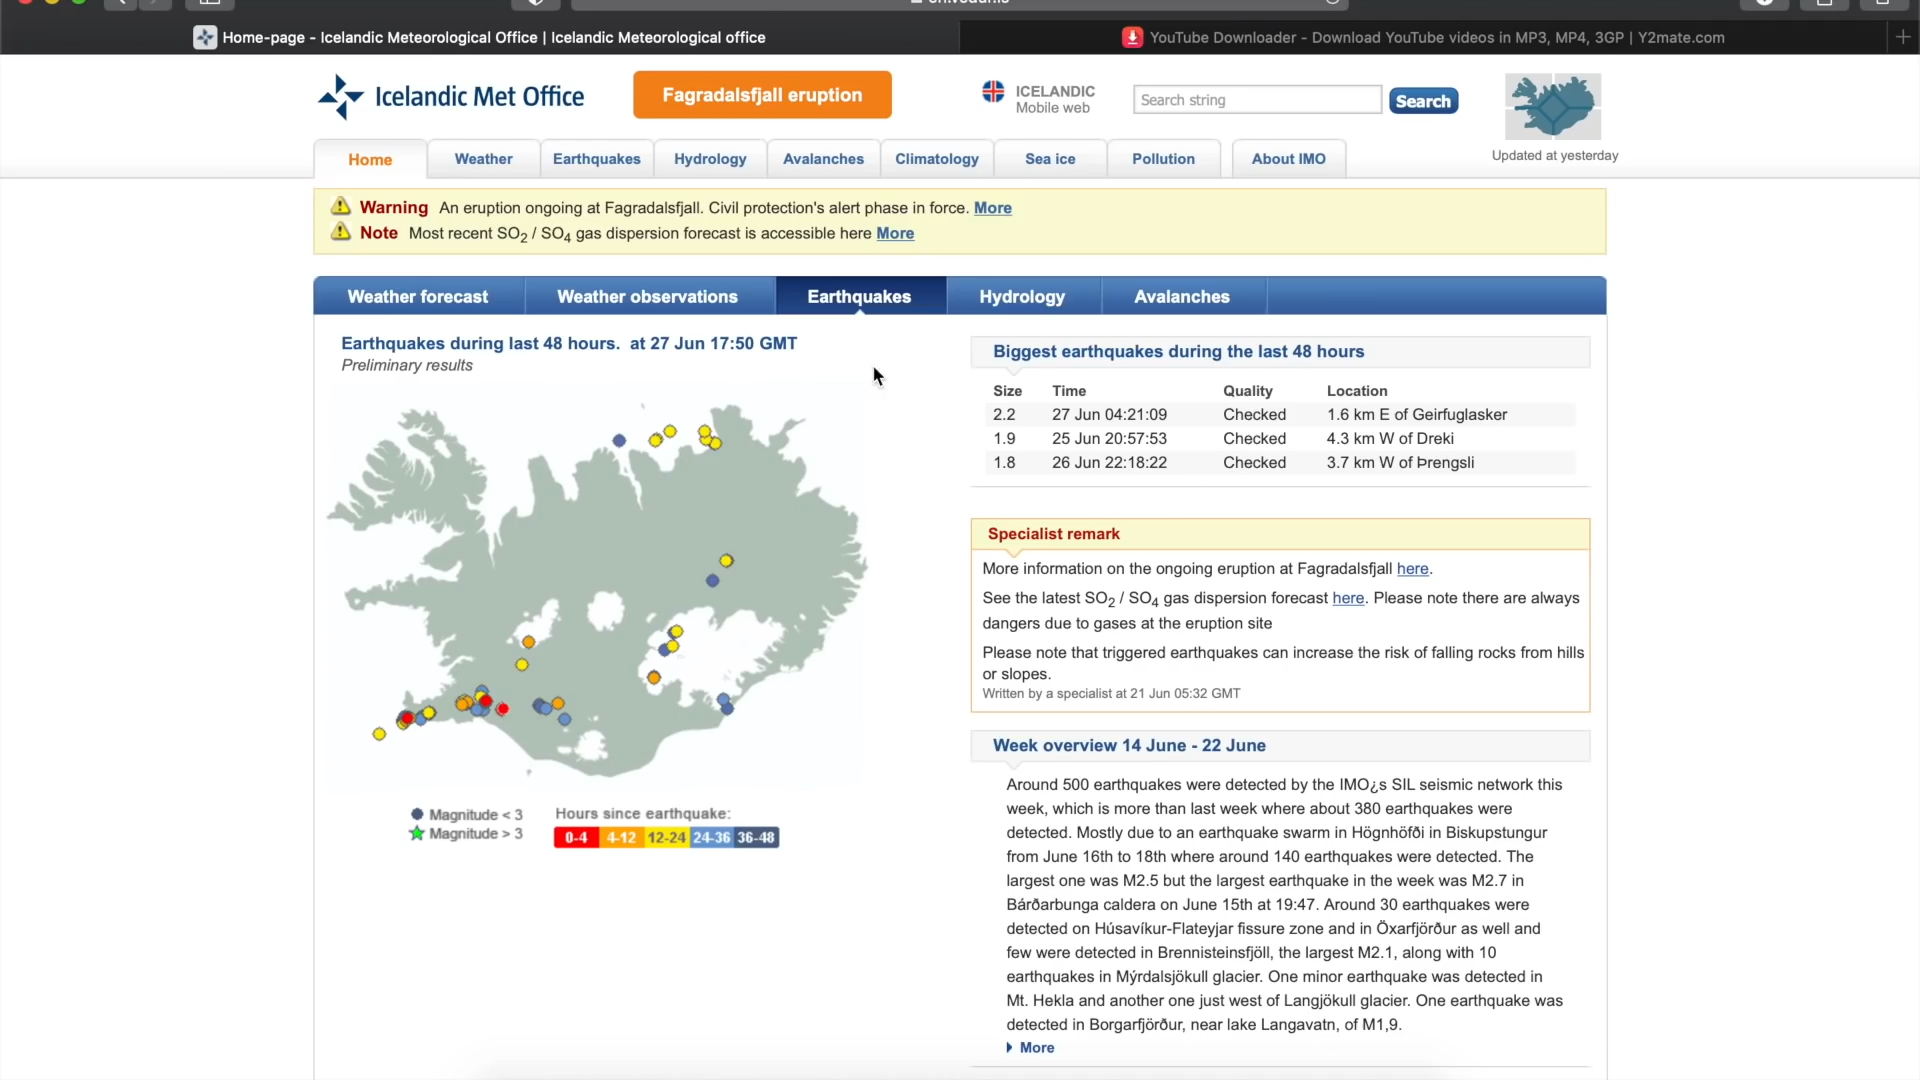 Home-page - Icelandic Meteorological Office | Icelandic Meteorological office
YouTube Downloader - Download YouTube videos in MP3, MP4, 3GP | Y2mate.com
Icelandic Met Office
Fagradalsfjall eruption
ICELANDIC
Mobile web
Search string
Search
Updated at yesterday
Home
Weather
Earthquakes
Hydrology
Avalanches
Climatology
Sea ice
Pollution
About IMO
Warning An eruption ongoing at Fagradalsfjall. Civil protection's alert phase in force. More
Note Most recent SO2 / SO4 gas dispersion forecast is accessible here More
Weather forecast
Weather observations
Earthquakes
Hydrology
Avalanches
Earthquakes during last 48 hours. at 27 Jun 17:50 GMT
Preliminary results
Magnitude < 3
Magnitude > 3
Hours since earthquake:
0-4 4-12 12-24 24-36 36-48
Biggest earthquakes during the last 48 hours
Size Time Quality Location
2.2 27 Jun 04:21:09 Checked 1.6 km E of Geirfuglasker
1.9 25 Jun 20:57:53 Checked 4.3 km W of Dreki
1.8 26 Jun 22:18:22 Checked 3.7 km W of Þrengsli
Specialist remark
More information on the ongoing eruption at Fagradalsfjall here.
See the latest SO2 / SO4 gas dispersion forecast here. Please note there are always
dangers due to gases at the eruption site
Please note that triggered earthquakes can increase the risk of falling rocks from hills
or slopes.
Written by a specialist at 21 Jun 05:32 GMT
Week overview 14 June - 22 June
Around 500 earthquakes were detected by the IMO¿s SIL seismic network this
week, which is more than last week where about 380 earthquakes were
detected. Mostly due to an earthquake swarm in Högnhöfði in Biskupstungur
from June 16th to 18th where around 140 earthquakes were detected. The
largest one was M2.5 but the largest earthquake in the week was M2.7 in
Bárðarbunga caldera on June 15th at 19:47. Around 30 earthquakes were
detected on Húsavíkur-Flateyjar fissure zone and in Öxarfjörður as well and
few were detected in Brennisteinsfjöll, the largest M2.1, along with 10
earthquakes in Mýrdalsjökull glacier. One minor earthquake was detected in
Mt. Hekla and another one just west of Langjökull glacier. One earthquake was
detected in Borgarfjörður, near lake Langavatn, of M1,9.
More